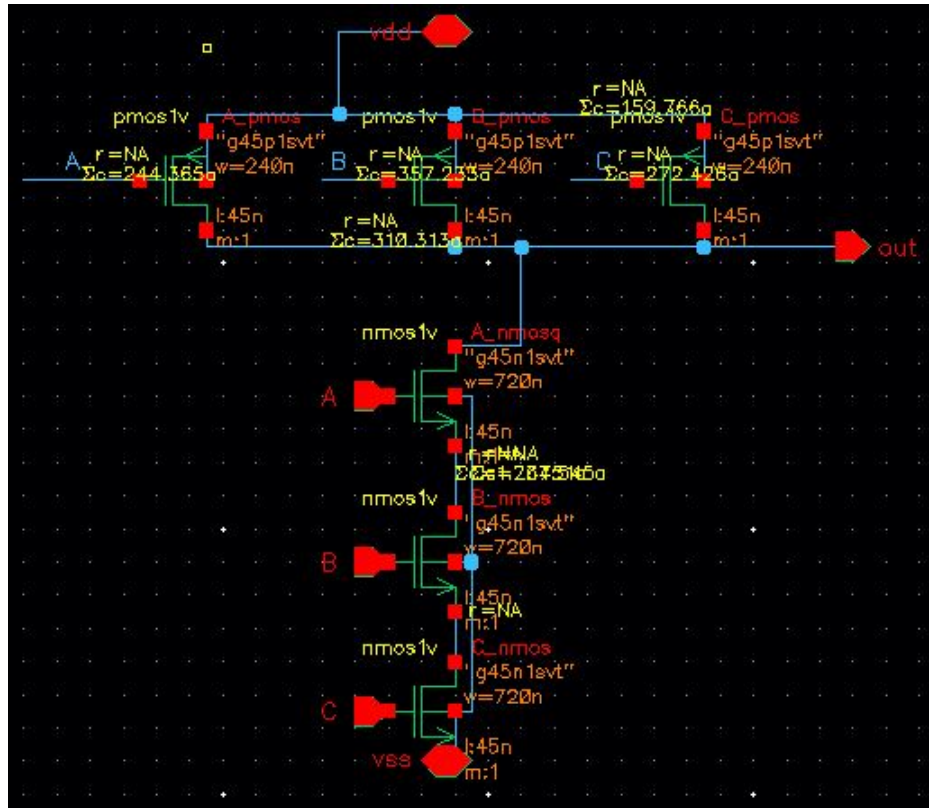 vdd
r=NA
Σc=159.766a
pmos1v A_pmos pmos1v B_pmos pmos1v C_pmos
"g45p1svt" "g45p1svt" "g45p1svt"
A r=NA w=240n B r=NA w=240n C r=NA w=240n
Σc=244.365a Σc=357.233a Σc=272.426a
l:45n r=NA l:45n l:45n
m:1 Σc=310.313a m:1 m:1
out
nmos1v A_nmosq
"g45n1svt"
w=720n
A
l:45n
nmos1v B_nmos
"g45n1svt"
w=720n
B
l:45n
r=NA
m:1
nmos1v C_nmos
"g45n1svt"
w=720n
C
l:45n
vss
m:1